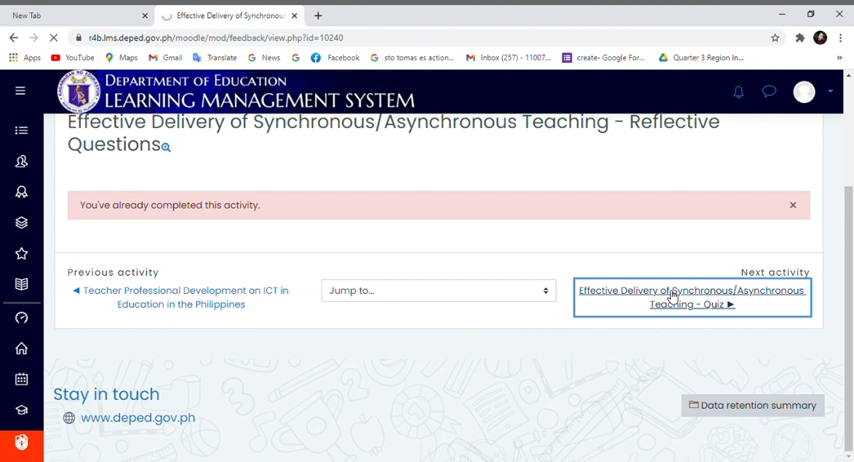 New Tab
Effective Delivery of Synchronous
r4b.lms.deped.gov.ph/moodle/mod/feedback/view.php?id=10240
Apps YouTube Maps Gmail Translate News Facebook sto tomas es action... Inbox (257) - 11007... create- Google For... Quarter 3 Region In...
DEPARTMENT OF EDUCATION
LEARNING MANAGEMENT SYSTEM
Effective Delivery of Synchronous/Asynchronous Teaching - Reflective
Questions
You've already completed this activity.
Previous activity
Next activity
◄ Teacher Professional Development on ICT in
Education in the Philippines
Jump to...
Effective Delivery of Synchronous/Asynchronous
Teaching - Quiz ►
Stay in touch
www.deped.gov.ph
Data retention summary